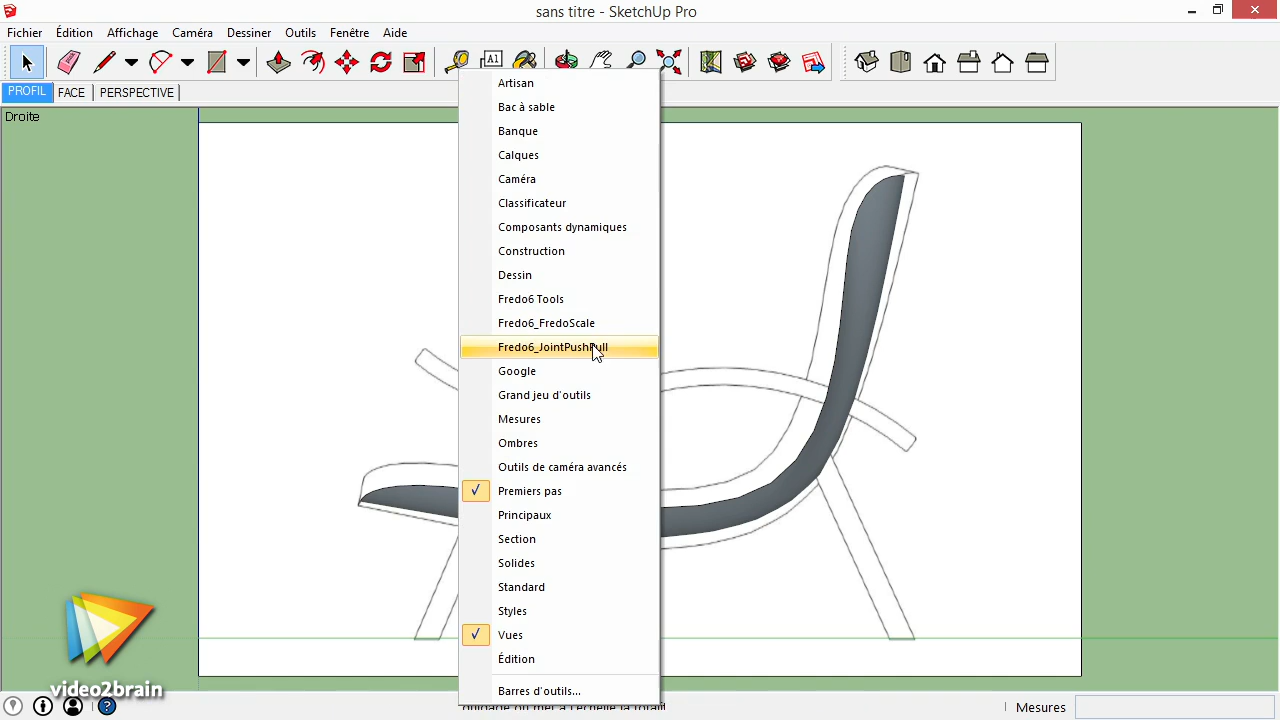 sans titre - SketchUp Pro
Fichier Édition Affichage Caméra Dessiner Outils Fenêtre Aide
A1
PROFIL FACE PERSPECTIVE
Droite
Artisan
Bac à sable
Banque
Calques
Caméra
Classificateur
Composants dynamiques
Construction
Dessin
Fredo6 Tools
Fredo6_FredoScale
Fredo6_JointPushPull
Google
Grand jeu d'outils
Mesures
Ombres
Outils de caméra avancés
Premiers pas
Principaux
Section
Solides
Standard
Styles
Vues
Édition
Barres d'outils...
video2brain
Mesures